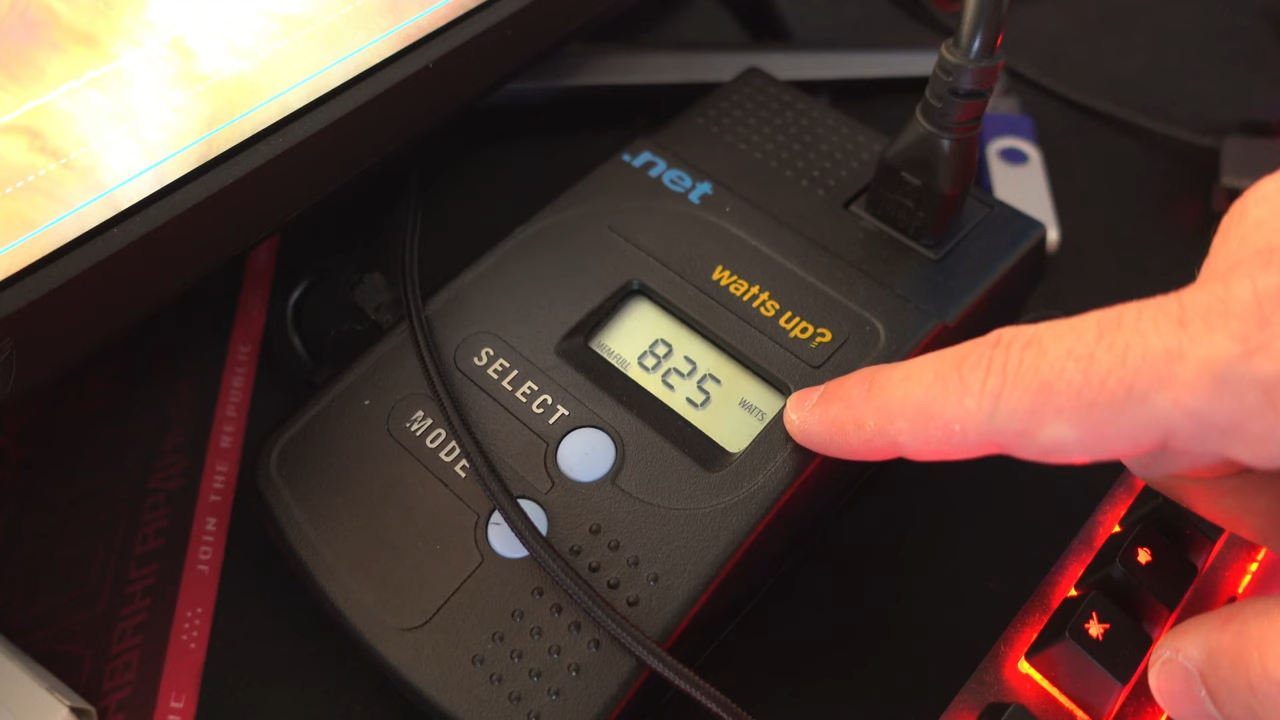 .net
watts up?
825
MEM FULL
WATTS
SELECT
MODE
JOIN THE REPUBLIC